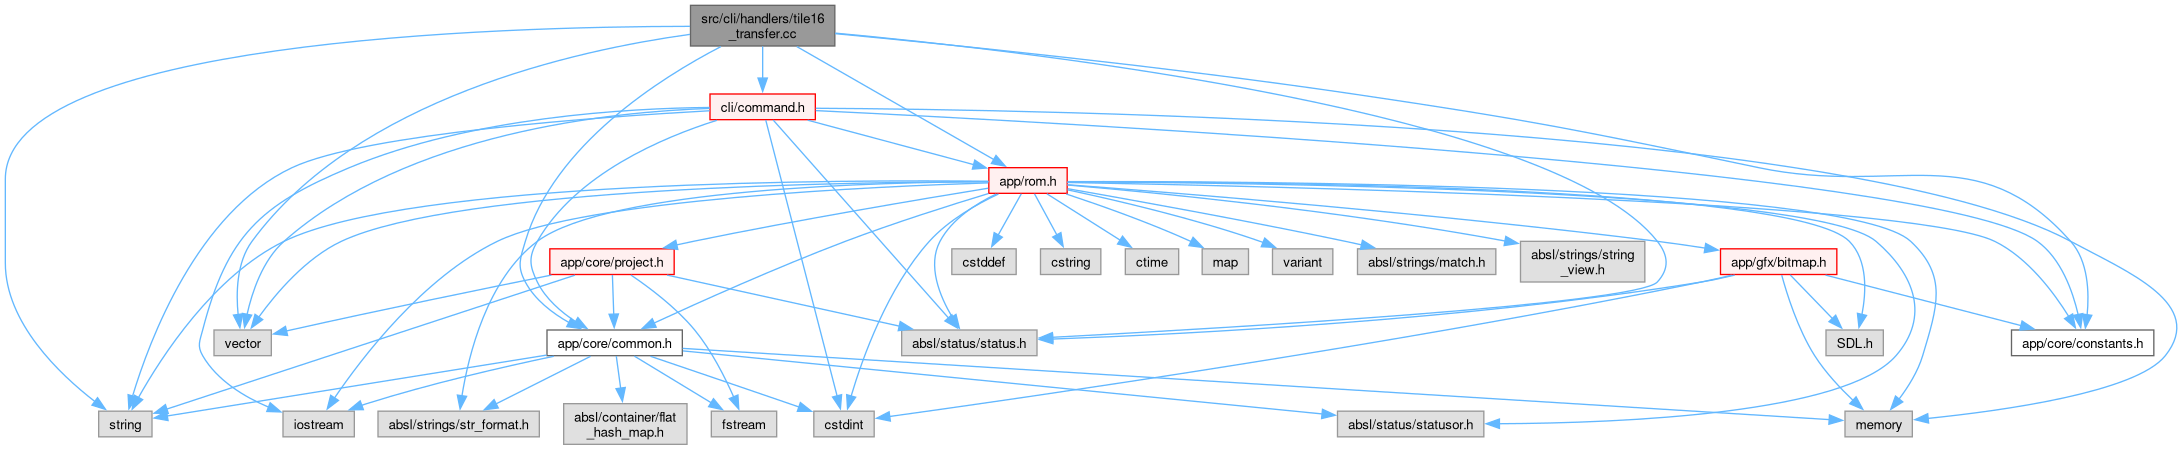 src/cli/handlers/tile16
_transfer.cc
cli/command.h
app/rom.h
app/core/project.h
cstddef
cstring
ctime
map
variant
absl/strings/match.h
absl/strings/string
_view.h
app/gfx/bitmap.h
vector
app/core/common.h
absl/status/status.h
SDL.h
app/core/constants.h
string
iostream
absl/strings/str_format.h
absl/container/flat
_hash_map.h
fstream
cstdint
absl/status/statusor.h
memory